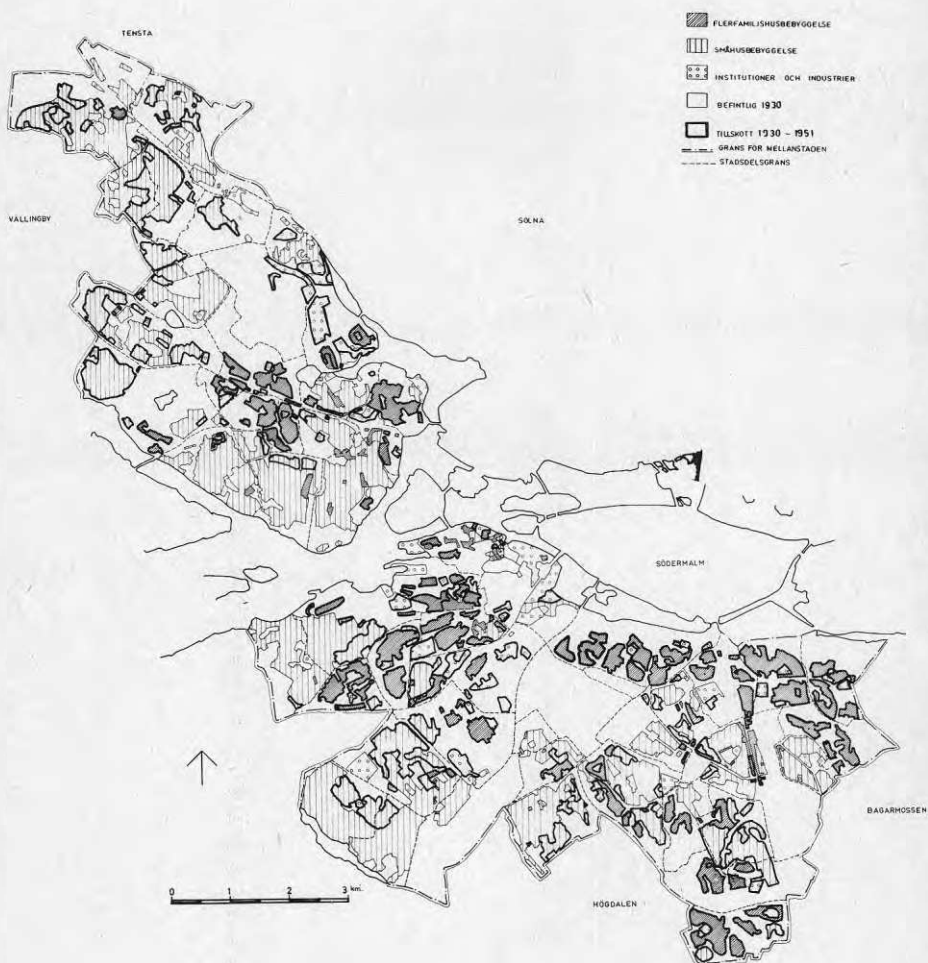 TENSTA
FLERFAMILJSHUSBEBYGGELSE
SMÅHUSBEBYGGELSE
INSTITUTIONER OCH INDUSTRIER
BEFINTLIG 1930
TILLSKOTT 1930 - 1951
GRÄNS FÖR MELLANSTADEN
STADSDELSGRÄNS
VÄLLINGBY
SOLNA
SÖDERMALM
BAGARMOSSEN
HÖGDALEN
0 1 2 3 km.